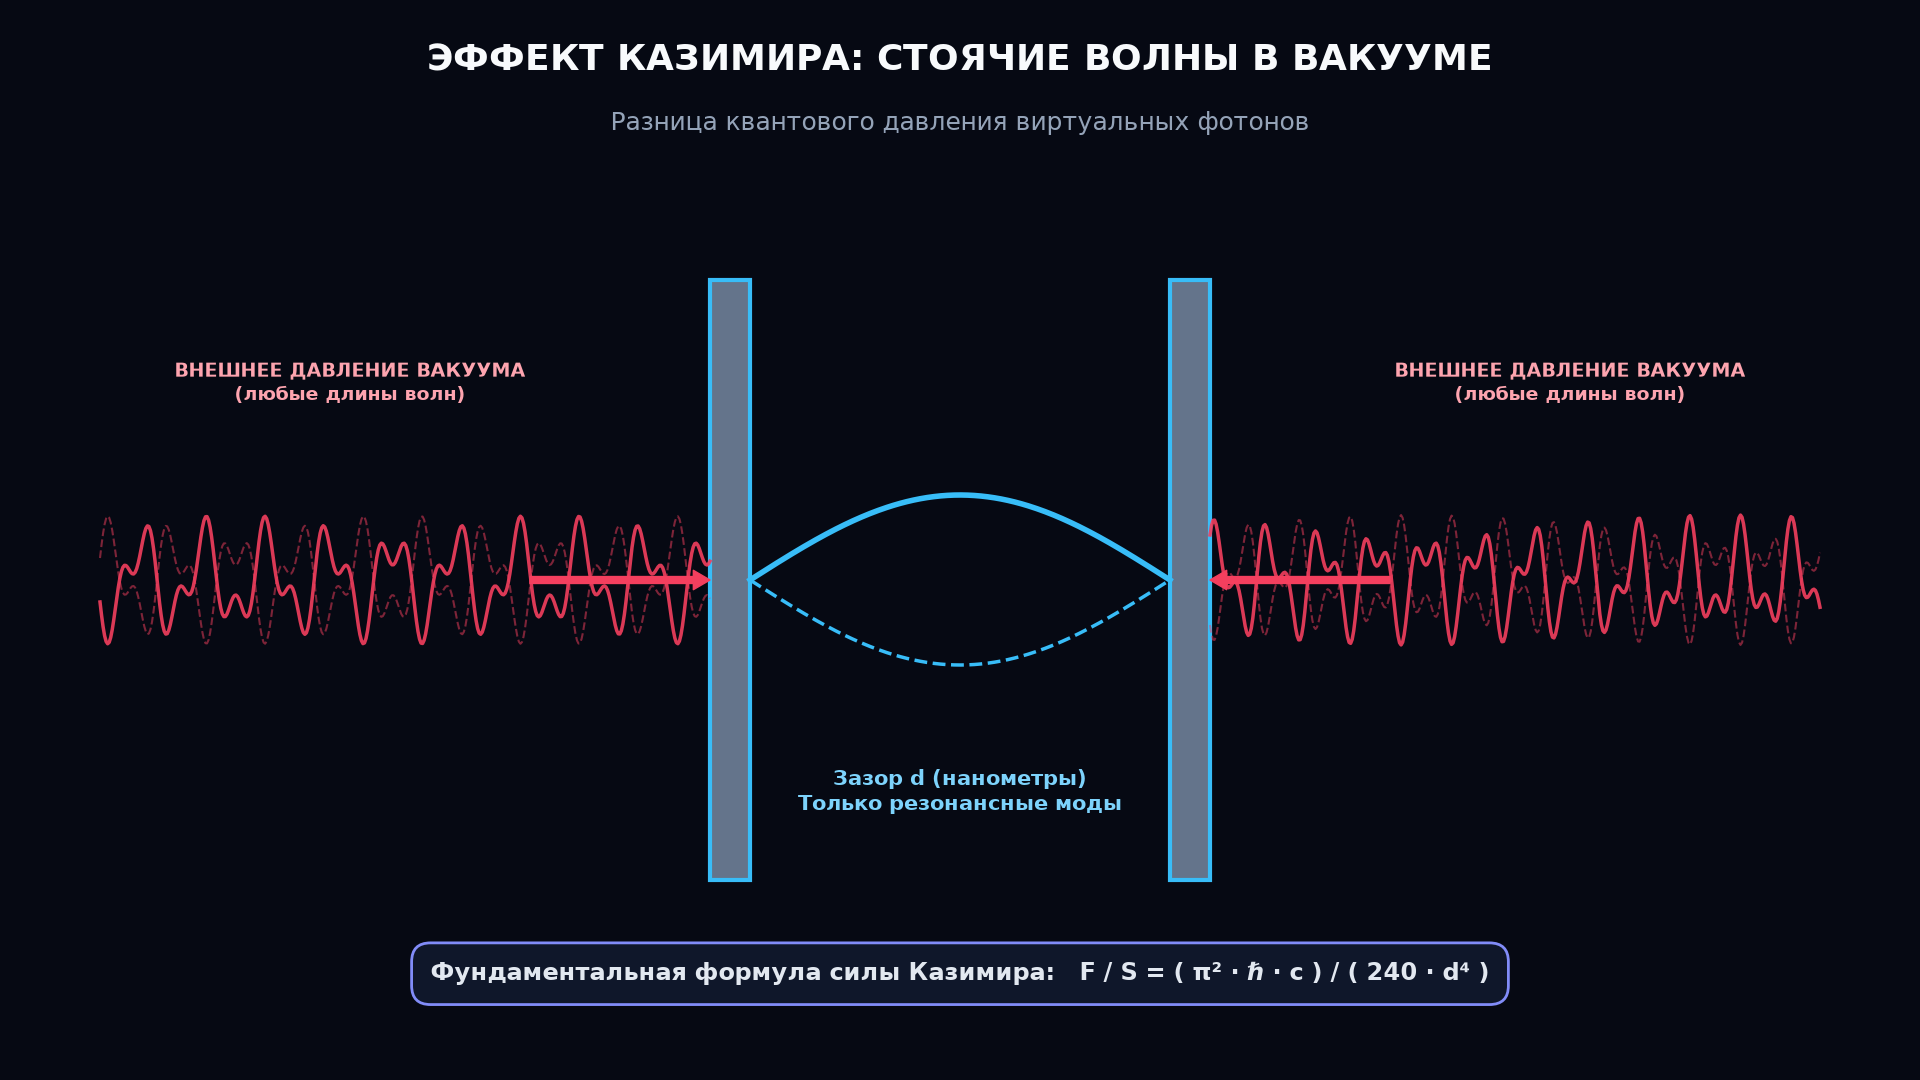 ЭФФЕКТ КАЗИМИРА: СТОЯЧИЕ ВОЛНЫ В ВАКУУМЕ
Разница квантового давления виртуальных фотонов
ВНЕШНЕЕ ДАВЛЕНИЕ ВАКУУМА
(любые длины волн)
ВНЕШНЕЕ ДАВЛЕНИЕ ВАКУУМА
(любые длины волн)
Зазор d (нанометры)
Только резонансные моды
Фундаментальная формула силы Казимира: F / S = ( π² · ℏ · c ) / ( 240 · d⁴ )